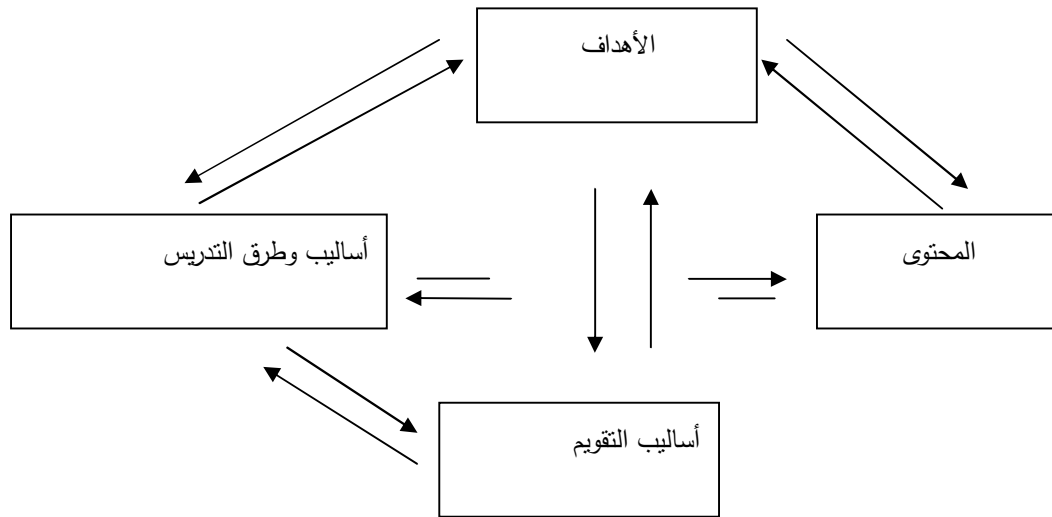 الأهداف
المحتوى
أساليب وطرق التدريس
أساليب التقويم